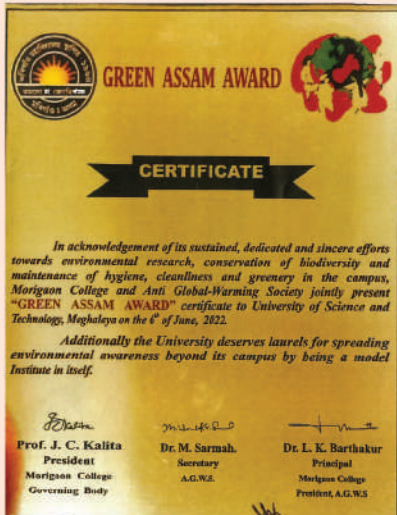 GREEN ASSAM AWARD
CERTIFICATE
In acknowledgement of its sustained, dedicated and sincere efforts
towards environmental research, conservation of biodiversity and
maintenance of hygiene, cleanliness and greenery in the campus,
Morigaon College and Anti Global-Warming Society jointly present
"GREEN ASSAM AWARD" certificate to University of Science and
Technology, Meghalaya on the 6th of June, 2022.
Additionally the University deserves laurels for spreading
environmental awareness beyond its campus by being a model
Institute in itself.
Prof. J. C. Kalita
President
Morigaon College
Governing Body
Dr. M. Sarmah.
Secretary
A.G.W.S.
Dr. L. K. Barthakur
Principal
Morigaon College
President, A.G.W.S